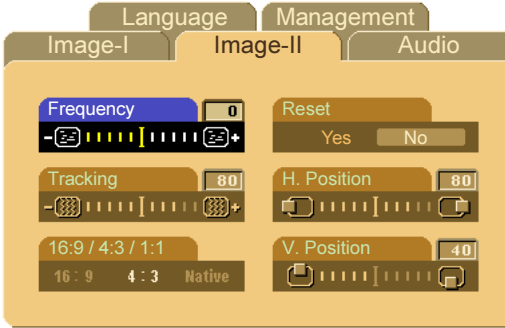 Language Management
Image-I Image-II Audio
Frequency 0
- +
Reset
Yes No
Tracking 80
- +
H. Position 80
16:9 / 4:3 / 1:1
16 : 9 4 : 3 Native
V. Position 40